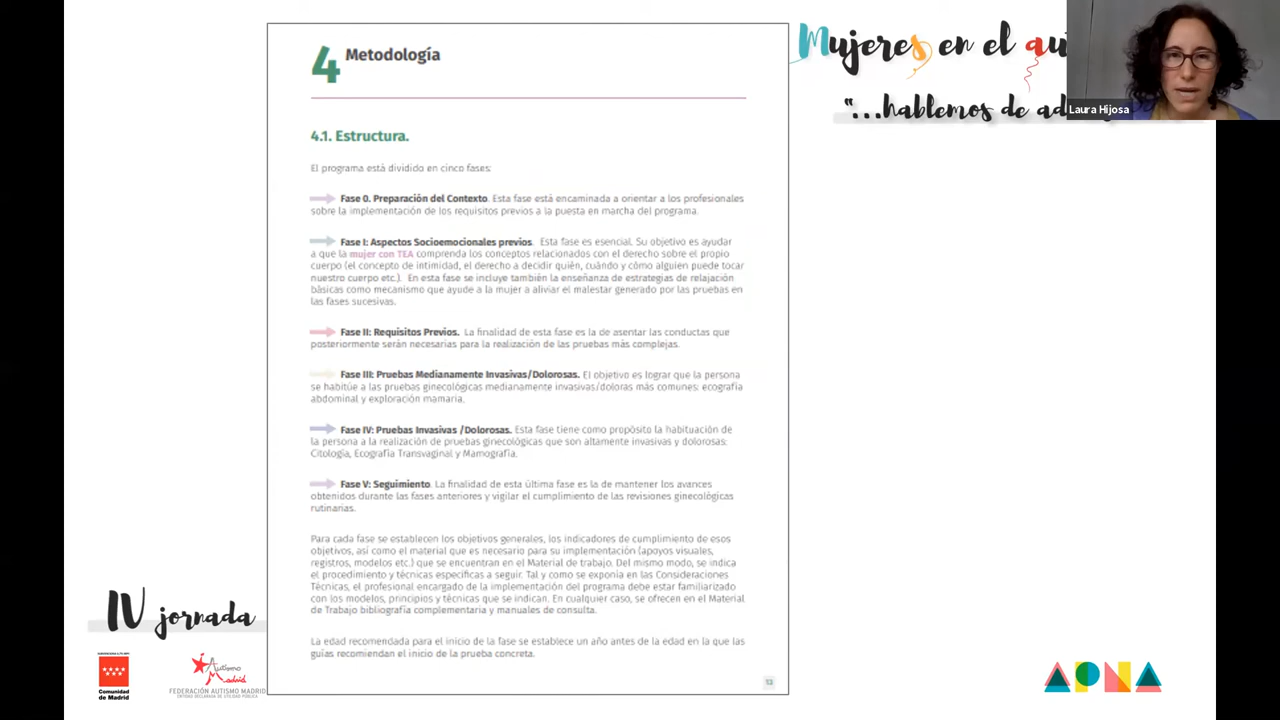 4 Metodología
4.1. Estructura.
El programa está dividido en cinco fases:
Fase 0. Preparación del Contexto. Esta fase está encaminada a orientar a los profesionales
sobre la implementación de los requisitos previos a la puesta en marcha del programa.
Fase I: Aspectos Socioemocionales previos. Esta fase es esencial. Su objetivo es ayudar
a que la mujer con TEA comprenda los conceptos relacionados con el derecho sobre el propio
cuerpo (el concepto de intimidad, el derecho a decidir quién, cuándo y cómo alguien puede tocar
nuestro cuerpo etc.). En esta fase se incluye también la enseñanza de estrategias de relajación
básicas como mecanismo que ayude a la mujer a aliviar el malestar generado por las pruebas en
las fases sucesivas.
Fase II: Requisitos Previos. La finalidad de esta fase es la de asentar las conductas que
posteriormente serán necesarias para la realización de las pruebas más complejas.
Fase III: Pruebas Medianamente Invasivas/Dolorosas. El objetivo es lograr que la persona
se habitúe a las pruebas ginecológicas medianamente invasivas/doloras más comunes: ecografía
abdominal y exploración mamaria.
Fase IV: Pruebas Invasivas /Dolorosas. Esta fase tiene como propósito la habituación de
la persona a la realización de pruebas ginecológicas que son altamente invasivas y dolorosas:
Citología, Ecografía Transvaginal y Mamografía.
Fase V: Seguimiento. La finalidad de esta última fase es la de mantener los avances
obtenidos durante las fases anteriores y vigilar el cumplimiento de las revisiones ginecológicas
rutinarias.
Para cada fase se establecen los objetivos generales, los indicadores de cumplimiento de esos
objetivos, así como el material que es necesario para su implementación (apoyos visuales,
registros, modelos etc.) que se encuentran en el Material de trabajo. Del mismo modo, se indica
el procedimiento y técnicas específicas a seguir. Tal y como se exponía en las Consideraciones
Técnicas, el profesional encargado de la implementación del programa debe estar familiarizado
con los modelos, principios y técnicas que se indican. En cualquier caso, se ofrecen en el Material
de Trabajo bibliografía complementaria y manuales de consulta.
La edad recomendada para el inicio de la fase se establece un año antes de la edad en la que las
guías recomiendan el inicio de la prueba concreta.
Mujeres en el au
"...hablemos de ad
Laura Hijosa
IV jornada
Comunidad
de Madrid
Autismo
Madrid
FEDERACIÓN AUTISMO MADRID
ENTIDAD DECLARADA DE UTILIDAD PÚBLICA
APNA